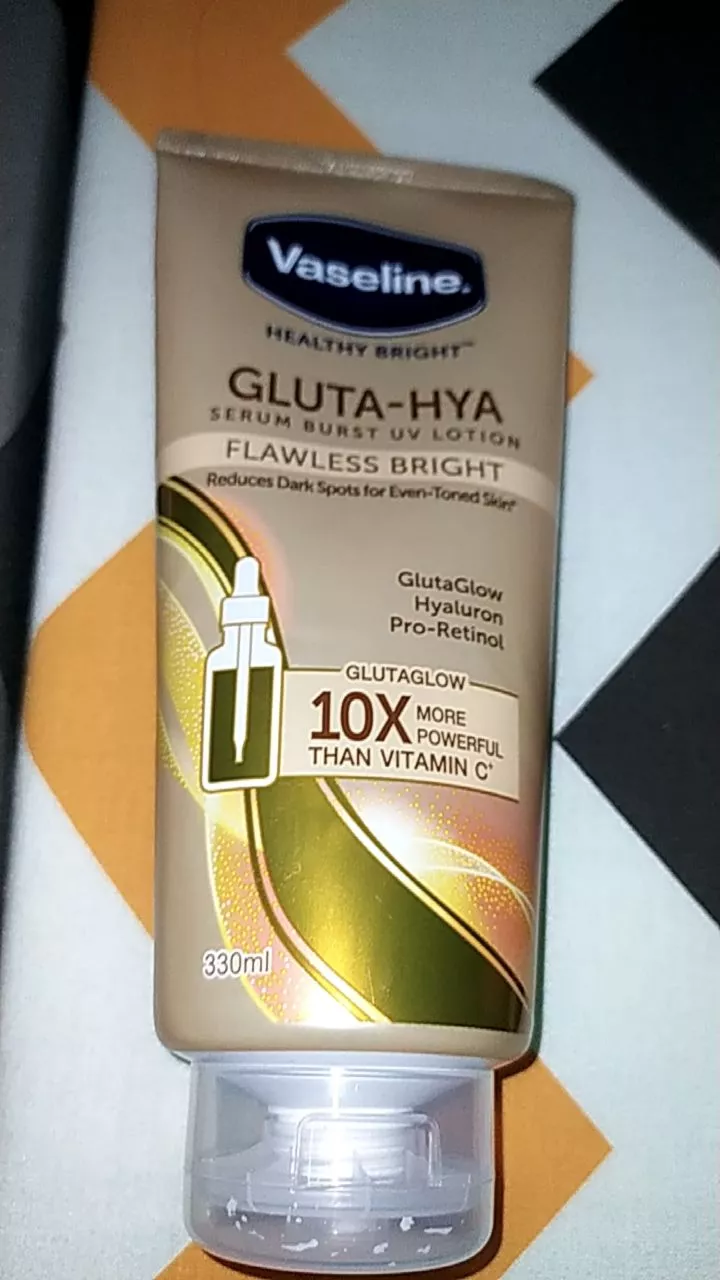 Vaseline.
HEALTHY BRIGHT™
GLUTA-HYA
SERUM BURST UV LOTION
FLAWLESS BRIGHT
Reduces Dark Spots for Even-Toned Skin*
GlutaGlow
Hyaluron
Pro-Retinol
GLUTAGLOW
10X MORE
POWERFUL
THAN VITAMIN C⁺
330ml